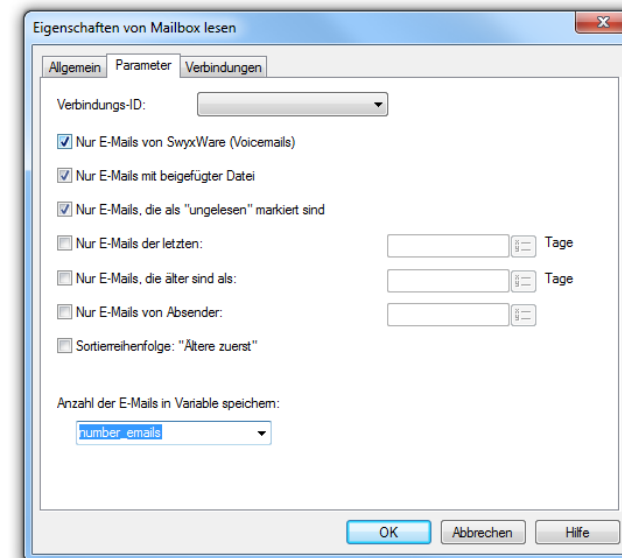 Eigenschaften von Mailbox lesen
Allgemein Parameter Verbindungen
Verbindungs-ID:
Nur E-Mails von SwyxWare (Voicemails)
Nur E-Mails mit beigefügter Datei
Nur E-Mails, die als "ungelesen" markiert sind
Nur E-Mails der letzten: Tage
Nur E-Mails, die älter sind als: Tage
Nur E-Mails von Absender:
Sortierreihenfolge: "Ältere zuerst"
Anzahl der E-Mails in Variable speichern:
number_emails
OK Abbrechen Hilfe